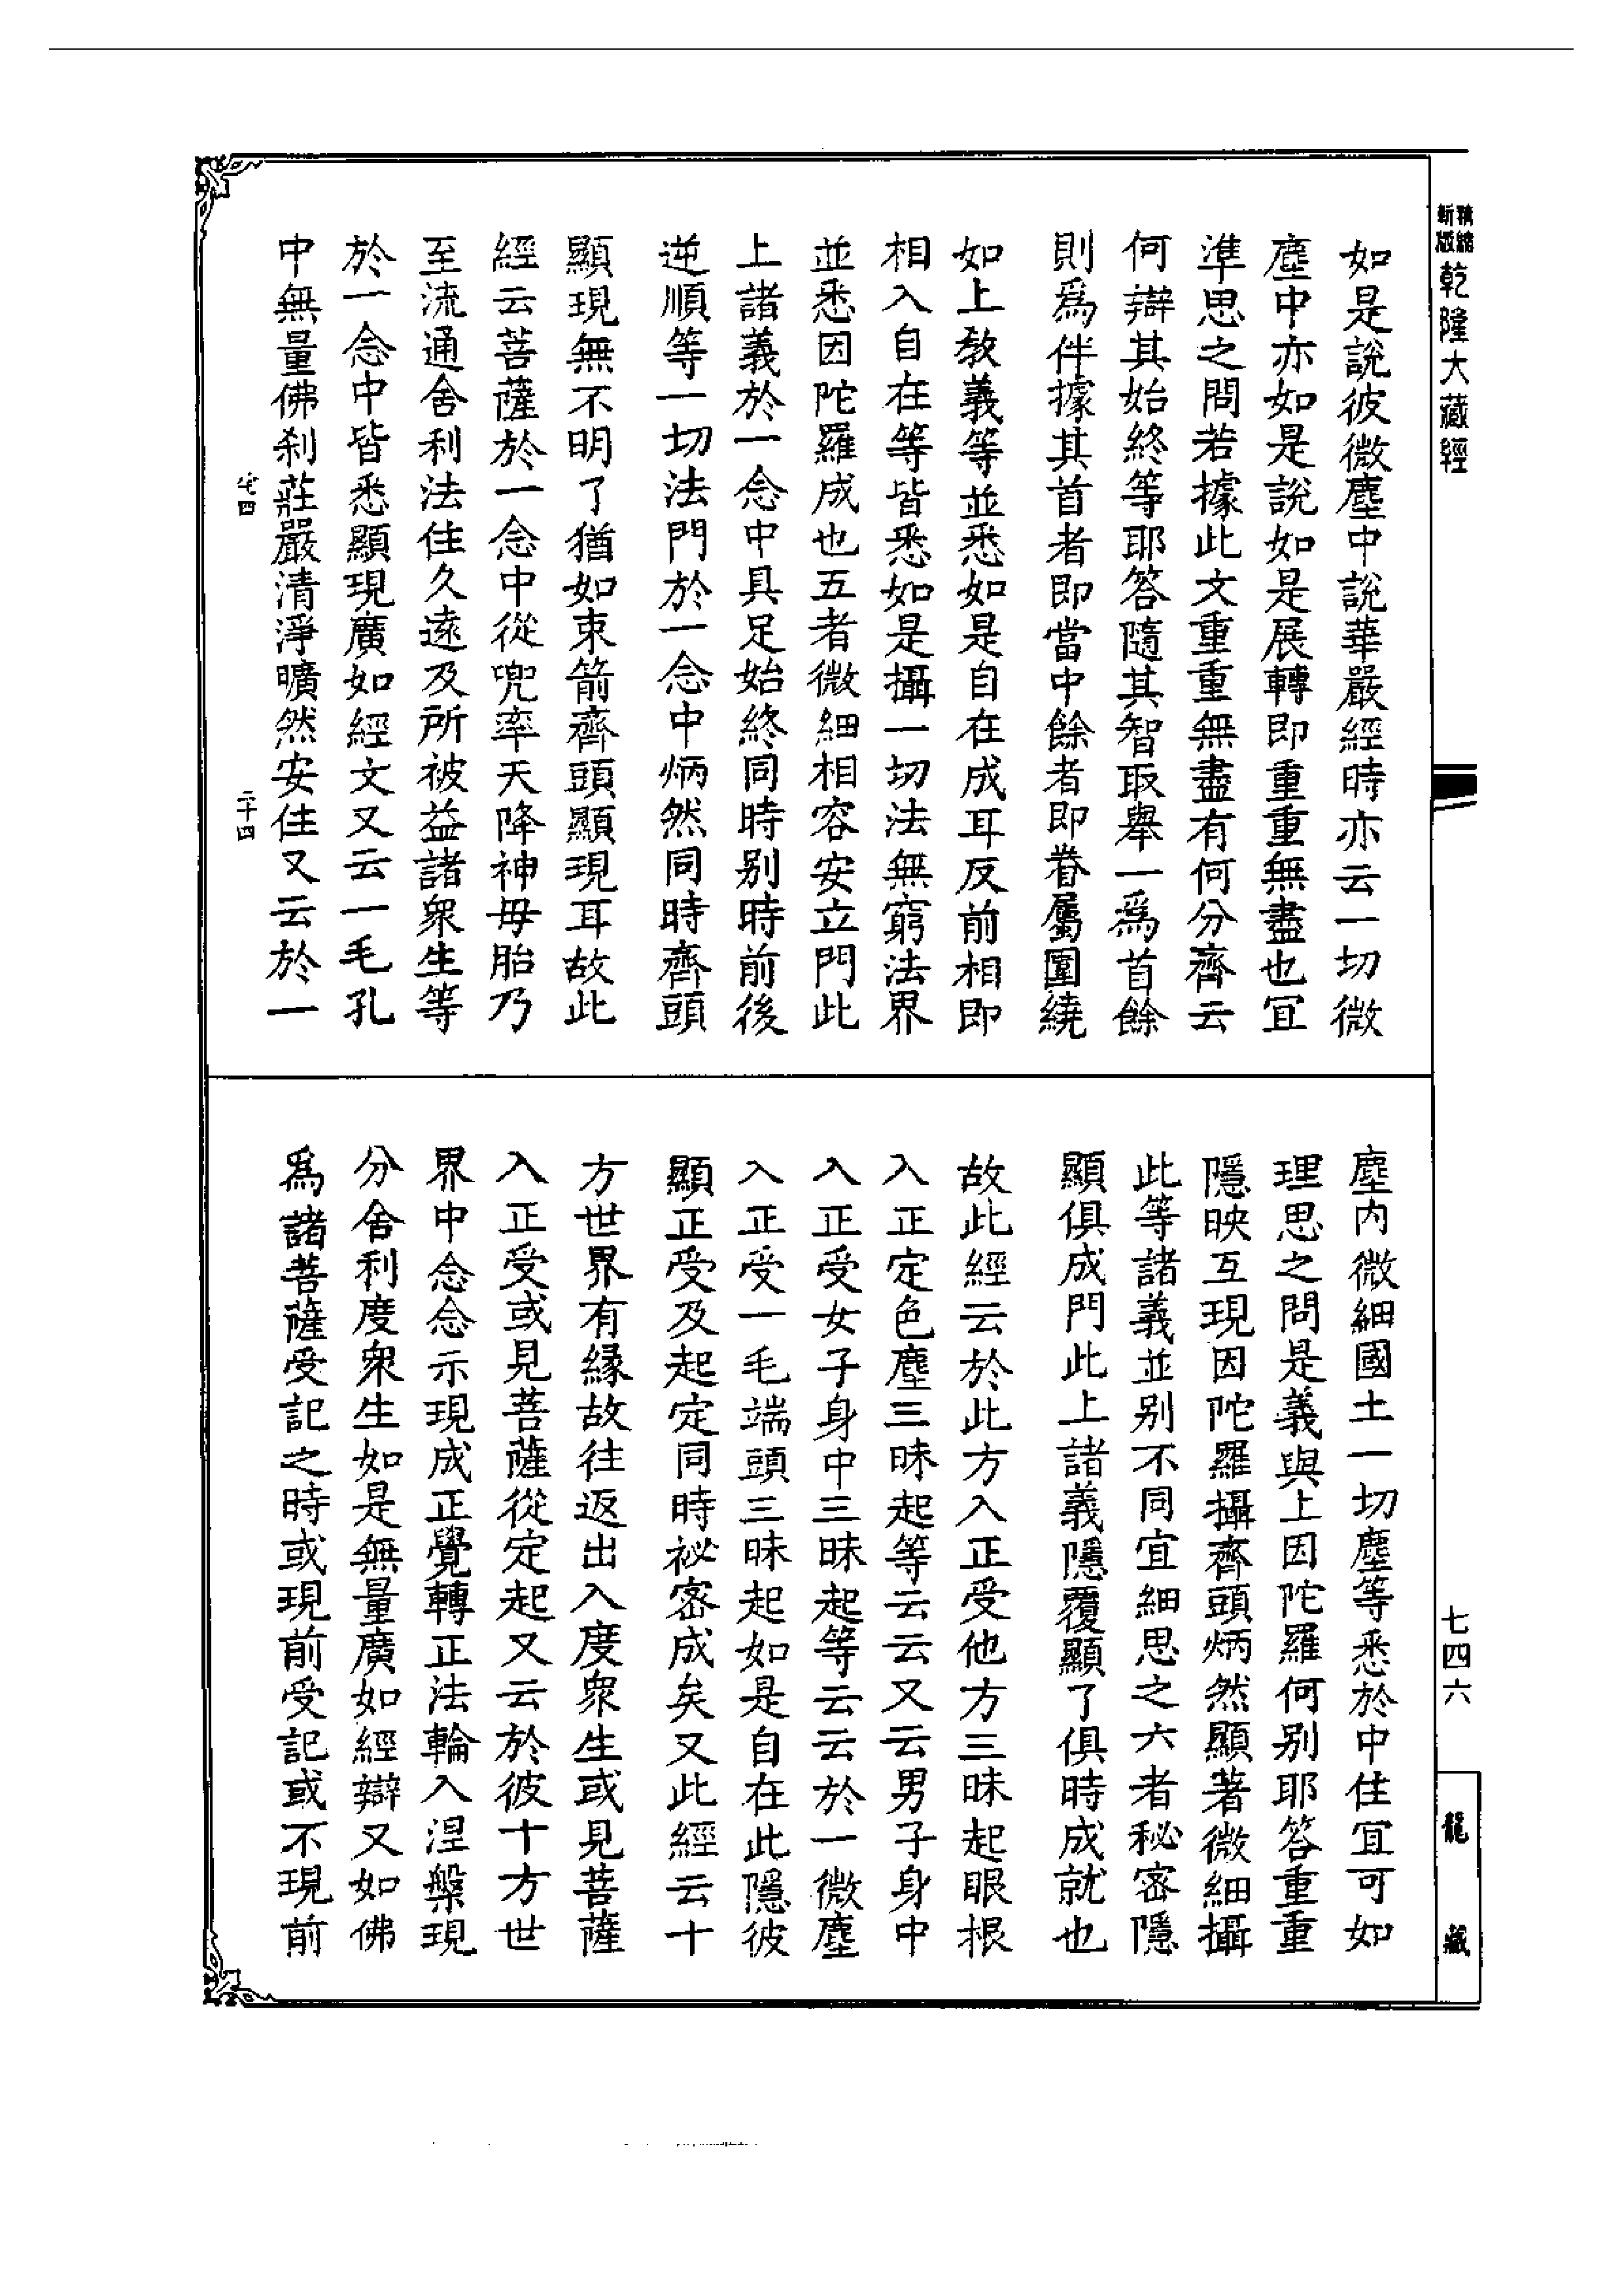 新版精縮乾隆大藏經
如是說彼微塵中說華嚴經時亦云一切微
塵中亦如是說如是展轉即重重無盡也宜
準思之問若據此文重重無盡有何分齊云
何辯其始終等耶答隨其智取舉一為首餘
則為伴據其首者即當中餘者即眷屬圍繞
如上教義等並悉如是自在成耳反前相即
相入自在等皆悉如是攝一切法無窮法界
並悉因陀羅成也五者微細相容安立門此
上諸義於一念中具足始終同時別時前後
逆順等一切法門於一念中炳然同時齊頭
顯現無不明了猶如束箭齊頭顯現耳故此
經云菩薩於一念中從兜率天降神母胎乃
至流通舍利法住久遠及所被益諸眾生等
於一念中皆悉顯現廣如經文又云一毛孔
中無量佛刹莊嚴清淨曠然安住又云於一
二十四
塵內微細國土一切塵等悉於中住宜可如
理思之問是義與上因陀羅何別耶答重重
隱映互現因陀羅攝齊頭炳然顯著微細攝
此等諸義並別不同宜細思之六者秘密隱
顯俱成門此上諸義隱覆顯了俱時成就也
故此經云於此方入正受他方三昧起眼根
入正定色塵三昧起等云云又云男子身中
入正受女子身中三昧起等云云於一微塵
入正受一毛端頭三昧起如是自在此隱彼
顯正受及起定同時祕密成矣又此經云十
方世界有緣故往返出入度眾生或見菩薩
入正受或見菩薩從定起又云於彼十方世
界中念念示現成正覺轉正法輪入涅槃現
分舍利度眾生如是無量廣如經辯又如佛
為諸菩薩受記之時或現前受記或不現前
七四六
龍藏